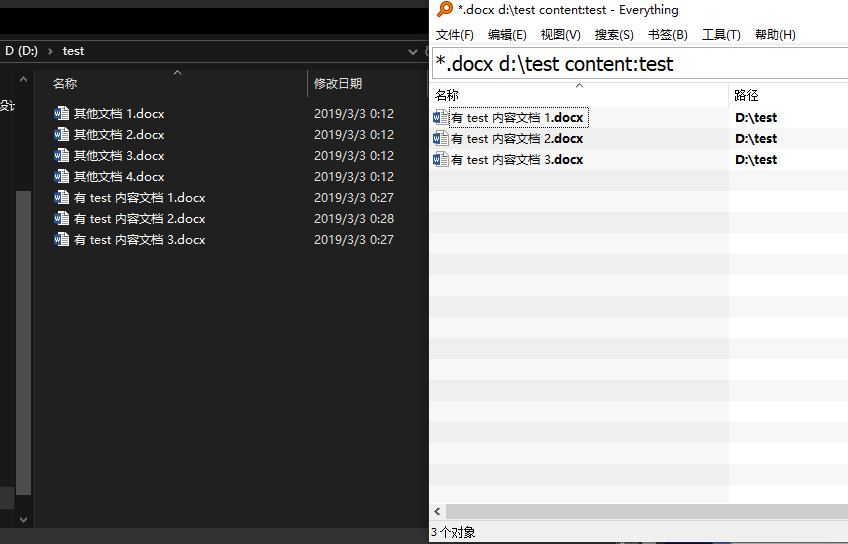 D (D:) > test
名称 修改日期
其他文档 1.docx 2019/3/3 0:12
其他文档 2.docx 2019/3/3 0:12
其他文档 3.docx 2019/3/3 0:12
其他文档 4.docx 2019/3/3 0:12
有 test 内容文档 1.docx 2019/3/3 0:27
有 test 内容文档 2.docx 2019/3/3 0:28
有 test 内容文档 3.docx 2019/3/3 0:27
*.docx d:\test content:test - Everything
文件(F) 编辑(E) 视图(V) 搜索(S) 书签(B) 工具(T) 帮助(H)
*.docx d:\test content:test
名称 路径
有 test 内容文档 1.docx D:\test
有 test 内容文档 2.docx D:\test
有 test 内容文档 3.docx D:\test
3 个对象